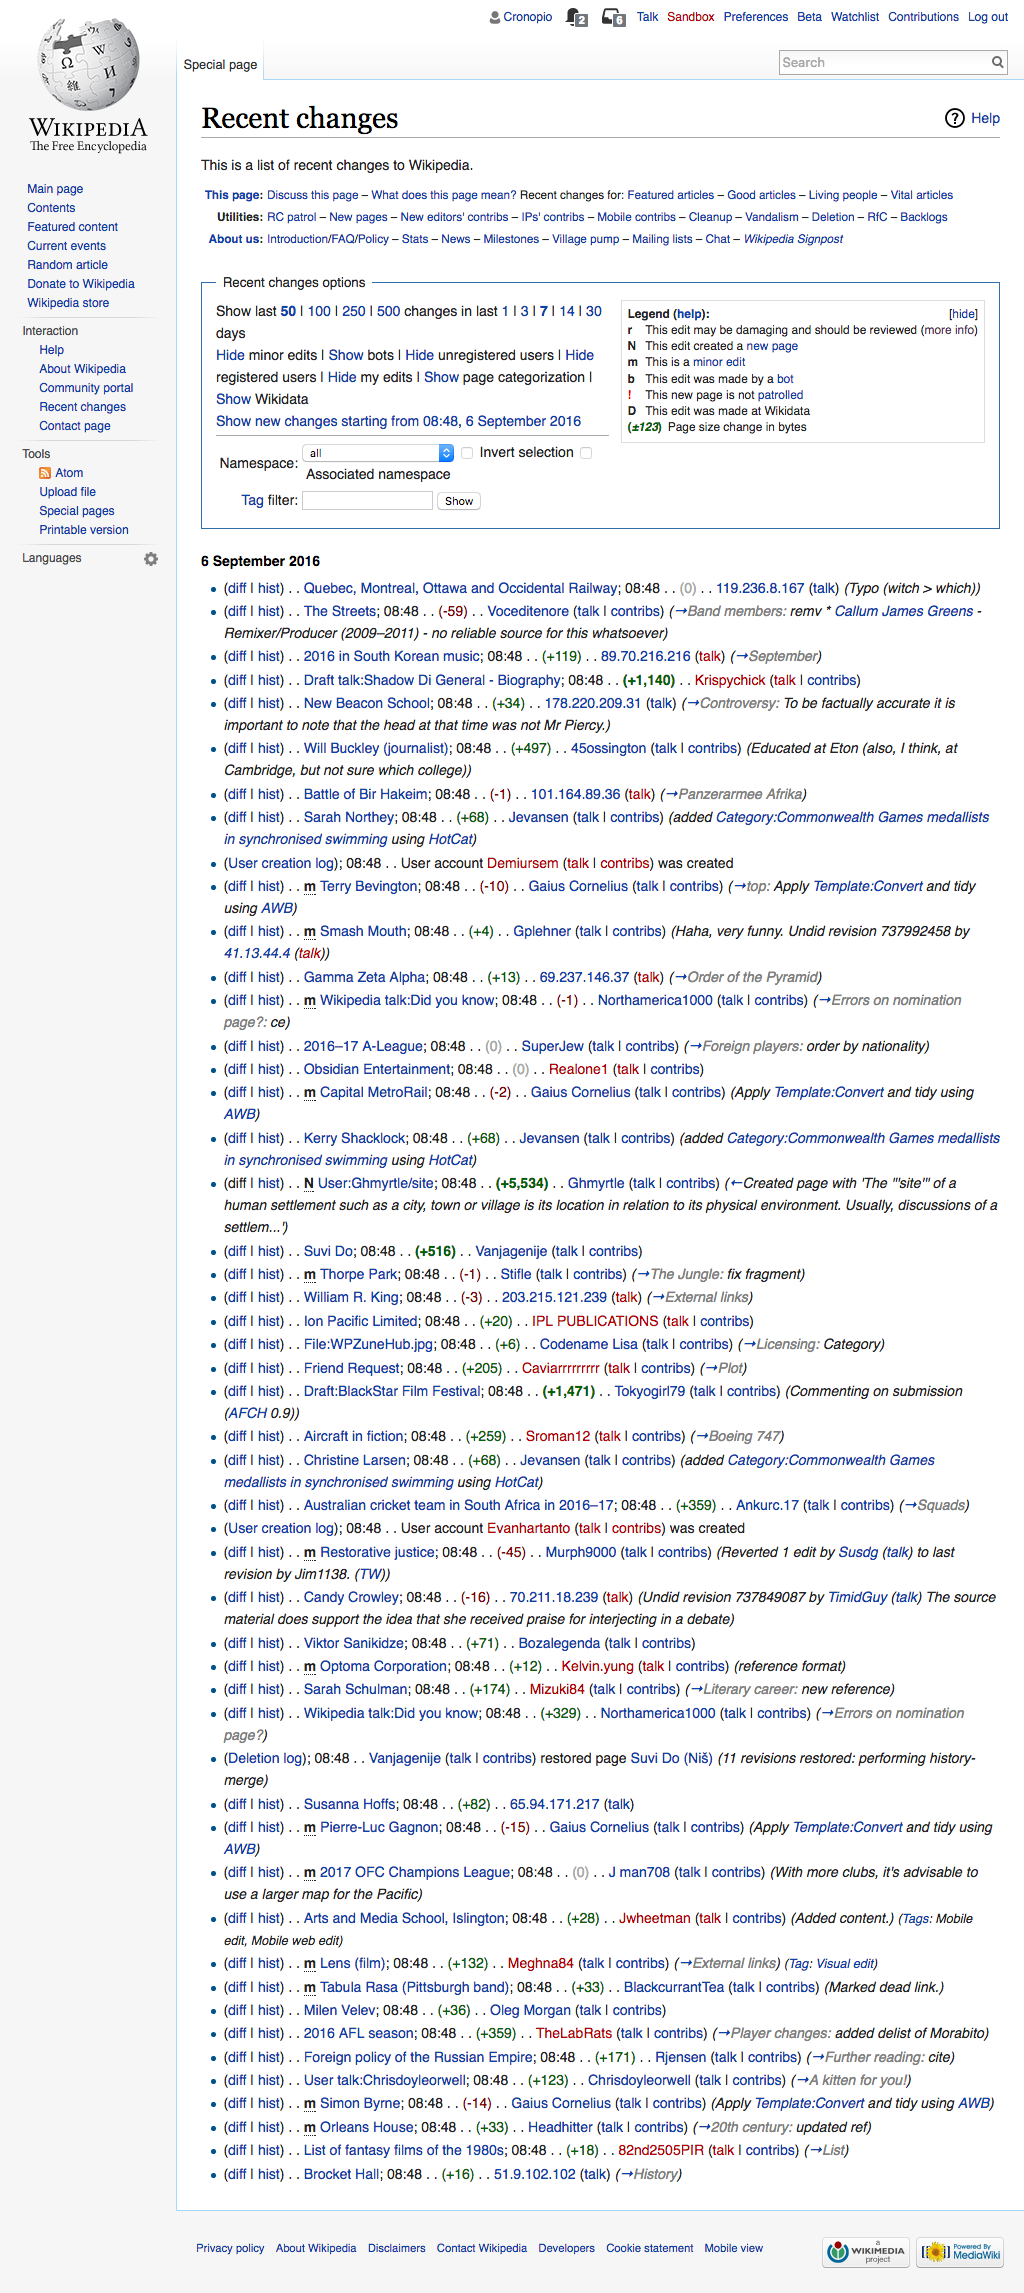 Cronopio 2 6 Talk Sandbox Preferences Beta Watchlist Contributions Log out
Special page
Search
WIKIPEDIA
The Free Encyclopedia
Main page
Contents
Featured content
Current events
Random article
Donate to Wikipedia
Wikipedia store
Interaction
Help
About Wikipedia
Community portal
Recent changes
Contact page
Tools
Atom
Upload file
Special pages
Printable version
Languages
Recent changes
? Help
This is a list of recent changes to Wikipedia.
This page: Discuss this page – What does this page mean? Recent changes for: Featured articles – Good articles – Living people – Vital articles
Utilities: RC patrol – New pages – New editors' contribs – IPs' contribs – Mobile contribs – Cleanup – Vandalism – Deletion – RfC – Backlogs
About us: Introduction/FAQ/Policy – Stats – News – Milestones – Village pump – Mailing lists – Chat – Wikipedia Signpost
Recent changes options
Show last 50 | 100 | 250 | 500 changes in last 1 | 3 | 7 | 14 | 30
days
Hide minor edits | Show bots | Hide unregistered users | Hide
registered users | Hide my edits | Show page categorization |
Show Wikidata
Show new changes starting from 08:48, 6 September 2016
Namespace: all Invert selection
Associated namespace
Tag filter: Show
Legend (help): [hide]
r This edit may be damaging and should be reviewed (more info)
N This edit created a new page
m This is a minor edit
b This edit was made by a bot
! This new page is not patrolled
D This edit was made at Wikidata
(±123) Page size change in bytes
6 September 2016
(diff | hist) . . Quebec, Montreal, Ottawa and Occidental Railway; 08:48 . . (0) . . 119.236.8.167 (talk) (Typo (witch > which))
(diff | hist) . . The Streets; 08:48 . . (-59) . . Voceditenore (talk | contribs) (→Band members: remv * Callum James Greens -
Remixer/Producer (2009–2011) - no reliable source for this whatsoever)
(diff | hist) . . 2016 in South Korean music; 08:48 . . (+119) . . 89.70.216.216 (talk) (→September)
(diff | hist) . . Draft talk:Shadow Di General - Biography; 08:48 . . (+1,140) . . Krispychick (talk | contribs)
(diff | hist) . . New Beacon School; 08:48 . . (+34) . . 178.220.209.31 (talk) (→Controversy: To be factually accurate it is
important to note that the head at that time was not Mr Piercy.)
(diff | hist) . . Will Buckley (journalist); 08:48 . . (+497) . . 45ossington (talk | contribs) (Educated at Eton (also, I think, at
Cambridge, but not sure which college))
(diff | hist) . . Battle of Bir Hakeim; 08:48 . . (-1) . . 101.164.89.36 (talk) (→Panzerarmee Afrika)
(diff | hist) . . Sarah Northey; 08:48 . . (+68) . . Jevansen (talk | contribs) (added Category:Commonwealth Games medallists
in synchronised swimming using HotCat)
(User creation log); 08:48 . . User account Demiursem (talk | contribs) was created
(diff | hist) . . m Terry Bevington; 08:48 . . (-10) . . Gaius Cornelius (talk | contribs) (→top: Apply Template:Convert and tidy
using AWB)
(diff | hist) . . m Smash Mouth; 08:48 . . (+4) . . Gplehner (talk | contribs) (Haha, very funny. Undid revision 737992458 by
41.13.44.4 (talk))
(diff | hist) . . Gamma Zeta Alpha; 08:48 . . (+13) . . 69.237.146.37 (talk) (→Order of the Pyramid)
(diff | hist) . . m Wikipedia talk:Did you know; 08:48 . . (-1) . . Northamerica1000 (talk | contribs) (→Errors on nomination
page?: ce)
(diff | hist) . . 2016–17 A-League; 08:48 . . (0) . . SuperJew (talk | contribs) (→Foreign players: order by nationality)
(diff | hist) . . Obsidian Entertainment; 08:48 . . (0) . . Realone1 (talk | contribs)
(diff | hist) . . m Capital MetroRail; 08:48 . . (-2) . . Gaius Cornelius (talk | contribs) (Apply Template:Convert and tidy using
AWB)
(diff | hist) . . Kerry Shacklock; 08:48 . . (+68) . . Jevansen (talk | contribs) (added Category:Commonwealth Games medallists
in synchronised swimming using HotCat)
(diff | hist) . . N User:Ghmyrtle/site; 08:48 . . (+5,534) . . Ghmyrtle (talk | contribs) (←Created page with 'The '''site''' of a
human settlement such as a city, town or village is its location in relation to its physical environment. Usually, discussions of a
settlem...')
(diff | hist) . . Suvi Do; 08:48 . . (+516) . . Vanjagenije (talk | contribs)
(diff | hist) . . m Thorpe Park; 08:48 . . (-1) . . Stifle (talk | contribs) (→The Jungle: fix fragment)
(diff | hist) . . William R. King; 08:48 . . (-3) . . 203.215.121.239 (talk) (→External links)
(diff | hist) . . Ion Pacific Limited; 08:48 . . (+20) . . IPL PUBLICATIONS (talk | contribs)
(diff | hist) . . File:WPZuneHub.jpg; 08:48 . . (+6) . . Codename Lisa (talk | contribs) (→Licensing: Category)
(diff | hist) . . Friend Request; 08:48 . . (+205) . . Caviarrrrrrrrr (talk | contribs) (→Plot)
(diff | hist) . . Draft:BlackStar Film Festival; 08:48 . . (+1,471) . . Tokyogirl79 (talk | contribs) (Commenting on submission
(AFCH 0.9))
(diff | hist) . . Aircraft in fiction; 08:48 . . (+259) . . Sroman12 (talk | contribs) (→Boeing 747)
(diff | hist) . . Christine Larsen; 08:48 . . (+68) . . Jevansen (talk | contribs) (added Category:Commonwealth Games
medallists in synchronised swimming using HotCat)
(diff | hist) . . Australian cricket team in South Africa in 2016–17; 08:48 . . (+359) . . Ankurc.17 (talk | contribs) (→Squads)
(User creation log); 08:48 . . User account Evanhartanto (talk | contribs) was created
(diff | hist) . . m Restorative justice; 08:48 . . (-45) . . Murph9000 (talk | contribs) (Reverted 1 edit by Susdg (talk) to last
revision by Jim1138. (TW))
(diff | hist) . . Candy Crowley; 08:48 . . (-16) . . 70.211.18.239 (talk) (Undid revision 737849087 by TimidGuy (talk) The source
material does support the idea that she received praise for interjecting in a debate)
(diff | hist) . . Viktor Sanikidze; 08:48 . . (+71) . . Bozalegenda (talk | contribs)
(diff | hist) . . m Optoma Corporation; 08:48 . . (+12) . . Kelvin.yung (talk | contribs) (reference format)
(diff | hist) . . Sarah Schulman; 08:48 . . (+174) . . Mizuki84 (talk | contribs) (→Literary career: new reference)
(diff | hist) . . Wikipedia talk:Did you know; 08:48 . . (+329) . . Northamerica1000 (talk | contribs) (→Errors on nomination
page?)
(Deletion log); 08:48 . . Vanjagenije (talk | contribs) restored page Suvi Do (Niš) (11 revisions restored: performing history-
merge)
(diff | hist) . . Susanna Hoffs; 08:48 . . (+82) . . 65.94.171.217 (talk)
(diff | hist) . . m Pierre-Luc Gagnon; 08:48 . . (-15) . . Gaius Cornelius (talk | contribs) (Apply Template:Convert and tidy using
AWB)
(diff | hist) . . m 2017 OFC Champions League; 08:48 . . (0) . . J man708 (talk | contribs) (With more clubs, it's advisable to
use a larger map for the Pacific)
(diff | hist) . . Arts and Media School, Islington; 08:48 . . (+28) . . Jwheetman (talk | contribs) (Added content.) (Tags: Mobile
edit, Mobile web edit)
(diff | hist) . . m Lens (film); 08:48 . . (+132) . . Meghna84 (talk | contribs) (→External links) (Tag: Visual edit)
(diff | hist) . . m Tabula Rasa (Pittsburgh band); 08:48 . . (+33) . . BlackcurrantTea (talk | contribs) (Marked dead link.)
(diff | hist) . . Milen Velev; 08:48 . . (+36) . . Oleg Morgan (talk | contribs)
(diff | hist) . . 2016 AFL season; 08:48 . . (+359) . . TheLabRats (talk | contribs) (→Player changes: added delist of Morabito)
(diff | hist) . . Foreign policy of the Russian Empire; 08:48 . . (+171) . . Rjensen (talk | contribs) (→Further reading: cite)
(diff | hist) . . User talk:Chrisdoyleorwell; 08:48 . . (+123) . . Chrisdoyleorwell (talk | contribs) (→A kitten for you!)
(diff | hist) . . m Simon Byrne; 08:48 . . (-14) . . Gaius Cornelius (talk | contribs) (Apply Template:Convert and tidy using AWB)
(diff | hist) . . m Orleans House; 08:48 . . (+33) . . Headhitter (talk | contribs) (→20th century: updated ref)
(diff | hist) . . List of fantasy films of the 1980s; 08:48 . . (+18) . . 82nd2505PIR (talk | contribs) (→List)
(diff | hist) . . Brocket Hall; 08:48 . . (+16) . . 51.9.102.102 (talk) (→History)
Privacy policy About Wikipedia Disclaimers Contact Wikipedia Developers Cookie statement Mobile view
a WIKIMEDIA project
Powered By MediaWiki